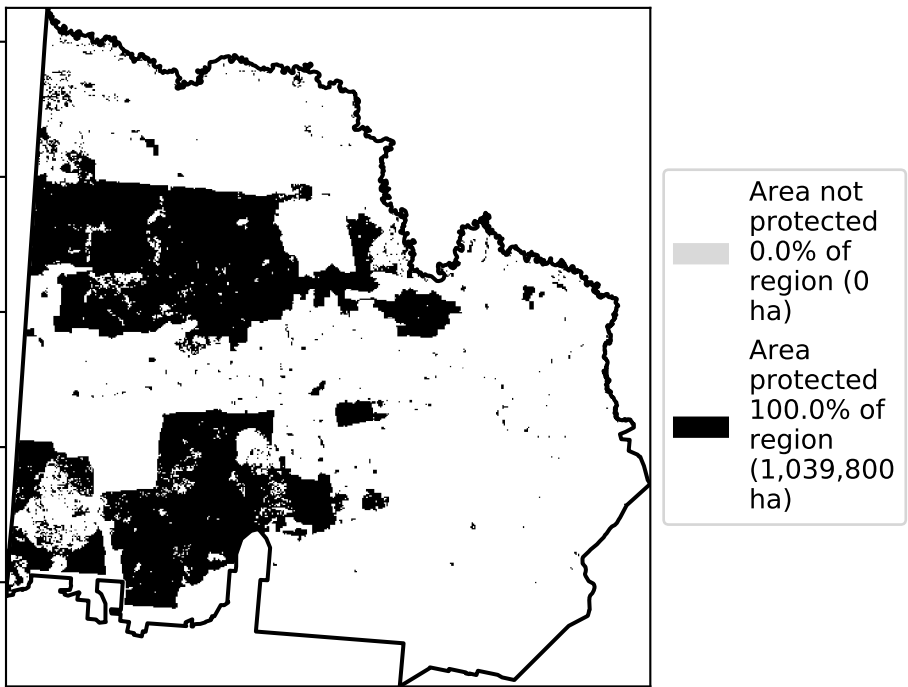 Area not
protected
0.0% of
region (0
ha)
Area
protected
100.0% of
region
(1,039,800
ha)